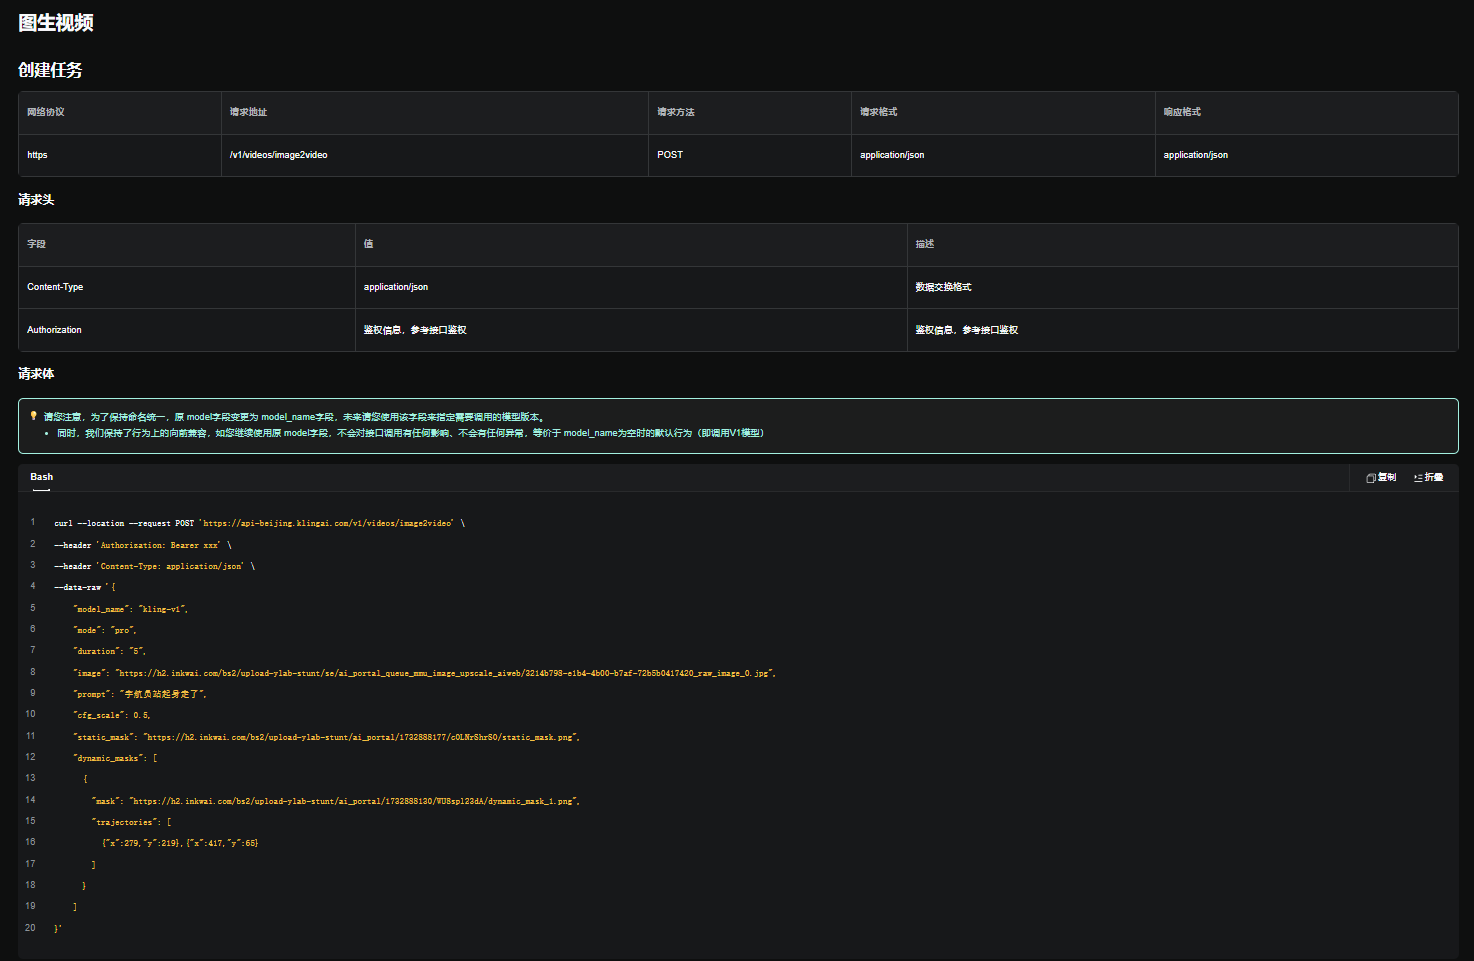 图生视频
创建任务
网络协议 请求地址 请求方法 请求格式 响应格式
https /v1/videos/image2video POST application/json application/json
请求头
字段 值 描述
Content-Type application/json 数据交换格式
Authorization 鉴权信息，参考接口鉴权 鉴权信息，参考接口鉴权
请求体
请您注意，为了保持命名统一，原 model字段变更为 model_name字段，未来请您使用该字段来指定需要调用的模型版本。
• 同时，我们保持了行为上的向前兼容，如您继续使用原 model字段，不会对接口调用有任何影响、不会有任何异常，等价于 model_name为空时的默认行为（即调用V1模型）
Bash 复制 折叠
1 curl --location --request POST 'https://api-beijing.klingai.com/v1/videos/image2video' \
2 --header 'Authorization: Bearer xxx' \
3 --header 'Content-Type: application/json' \
4 --data-raw '{
5 "model_name": "kling-v1",
6 "mode": "pro",
7 "duration": "5",
8 "image": "https://h2.inkwai.com/bs2/upload-ylab-stunt/se/ai_portal_queue_mmu_image_upscale_aiweb/3214b798-e1b4-4b00-b7af-72b5b0417420_raw_image_0.jpg",
9 "prompt": "宇航员站起身走了",
10 "cfg_scale": 0.5,
11 "static_mask": "https://h2.inkwai.com/bs2/upload-ylab-stunt/ai_portal/1732888177/cOLNrShrSO/static_mask.png",
12 "dynamic_masks": [
13 {
14 "mask": "https://h2.inkwai.com/bs2/upload-ylab-stunt/ai_portal/1732888130/WU8spl23dA/dynamic_mask_1.png",
15 "trajectories": [
16 {"x":279,"y":219},{"x":417,"y":65}
17 ]
18 }
19 ]
20 }'